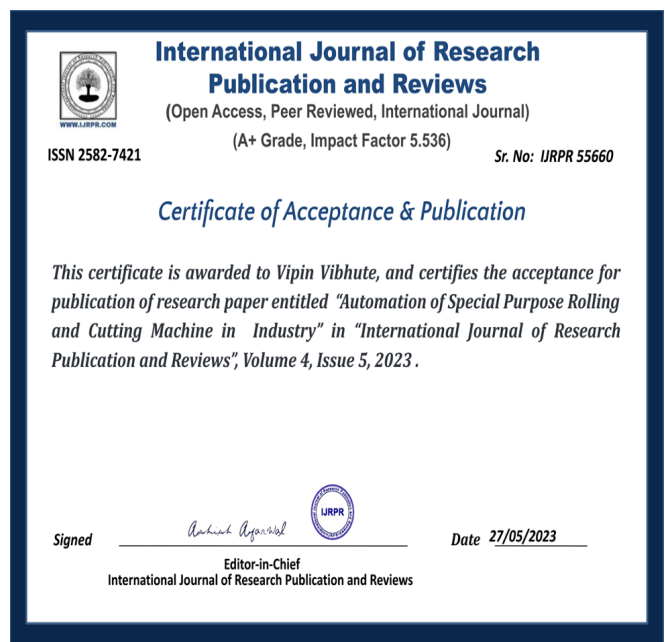 International Journal of Research
Publication and Reviews
(Open Access, Peer Reviewed, International Journal)
(A+ Grade, Impact Factor 5.536)
WWW.IJRPR.COM
ISSN 2582-7421
Sr. No: IJRPR 55660
Certificate of Acceptance & Publication
This certificate is awarded to Vipin Vibhute, and certifies the acceptance for
publication of research paper entitled “Automation of Special Purpose Rolling
and Cutting Machine in Industry” in “International Journal of Research
Publication and Reviews”, Volume 4, Issue 5, 2023 .
IJRPR
Signed
Date 27/05/2023
Editor-in-Chief
International Journal of Research Publication and Reviews